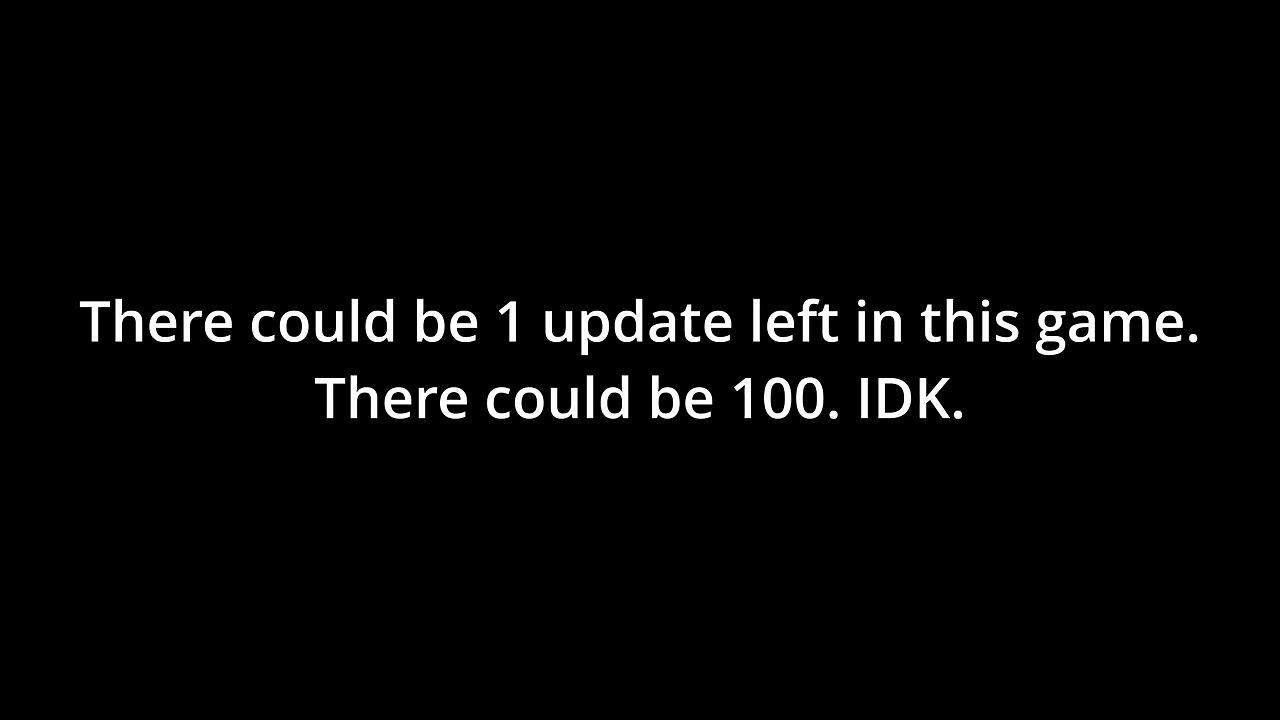 There could be 1 update left in this game.
There could be 100. IDK.